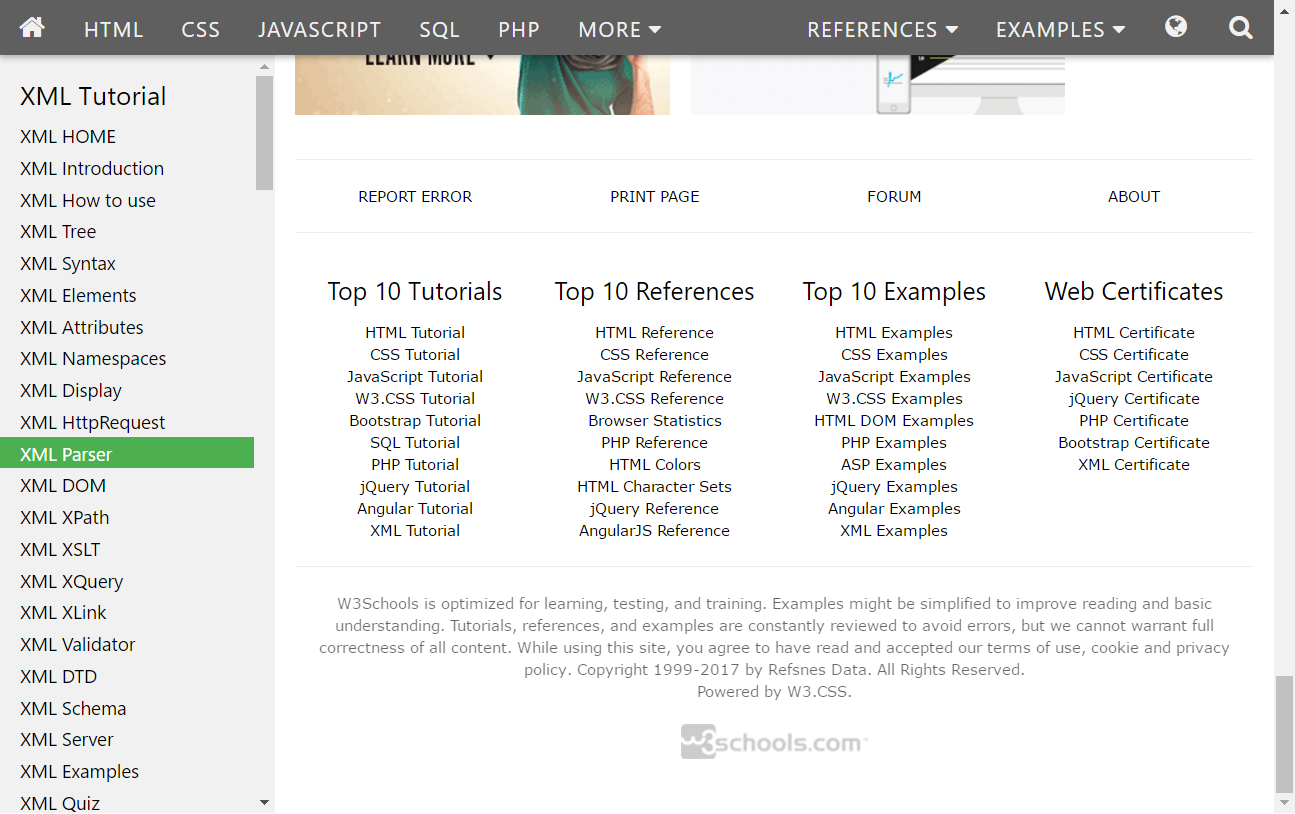 HTML CSS JAVASCRIPT SQL PHP MORE REFERENCES EXAMPLES
XML Tutorial
XML HOME
XML Introduction
XML How to use
XML Tree
XML Syntax
XML Elements
XML Attributes
XML Namespaces
XML Display
XML HttpRequest
XML Parser
XML DOM
XML XPath
XML XSLT
XML XQuery
XML XLink
XML Validator
XML DTD
XML Schema
XML Server
XML Examples
XML Quiz
LEARN MORE
REPORT ERROR PRINT PAGE FORUM ABOUT
Top 10 Tutorials
HTML Tutorial
CSS Tutorial
JavaScript Tutorial
W3.CSS Tutorial
Bootstrap Tutorial
SQL Tutorial
PHP Tutorial
jQuery Tutorial
Angular Tutorial
XML Tutorial
Top 10 References
HTML Reference
CSS Reference
JavaScript Reference
W3.CSS Reference
Browser Statistics
PHP Reference
HTML Colors
HTML Character Sets
jQuery Reference
AngularJS Reference
Top 10 Examples
HTML Examples
CSS Examples
JavaScript Examples
W3.CSS Examples
HTML DOM Examples
PHP Examples
ASP Examples
jQuery Examples
Angular Examples
XML Examples
Web Certificates
HTML Certificate
CSS Certificate
JavaScript Certificate
jQuery Certificate
PHP Certificate
Bootstrap Certificate
XML Certificate
W3Schools is optimized for learning, testing, and training. Examples might be simplified to improve reading and basic
understanding. Tutorials, references, and examples are constantly reviewed to avoid errors, but we cannot warrant full
correctness of all content. While using this site, you agree to have read and accepted our terms of use, cookie and privacy
policy. Copyright 1999-2017 by Refsnes Data. All Rights Reserved.
Powered by W3.CSS.
w3schools.com